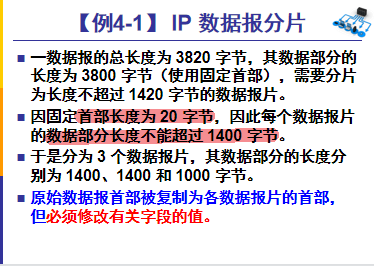 【例4-1】 IP 数据报分片
一数据报的总长度为 3820 字节，其数据部分的
长度为 3800 字节（使用固定首部），需要分片
为长度不超过 1420 字节的数据报片。
因固定首部长度为 20 字节，因此每个数据报片
的数据部分长度不能超过 1400 字节。
于是分为 3 个数据报片，其数据部分的长度分
别为 1400、1400 和 1000 字节。
原始数据报首部被复制为各数据报片的首部，
但必须修改有关字段的值。